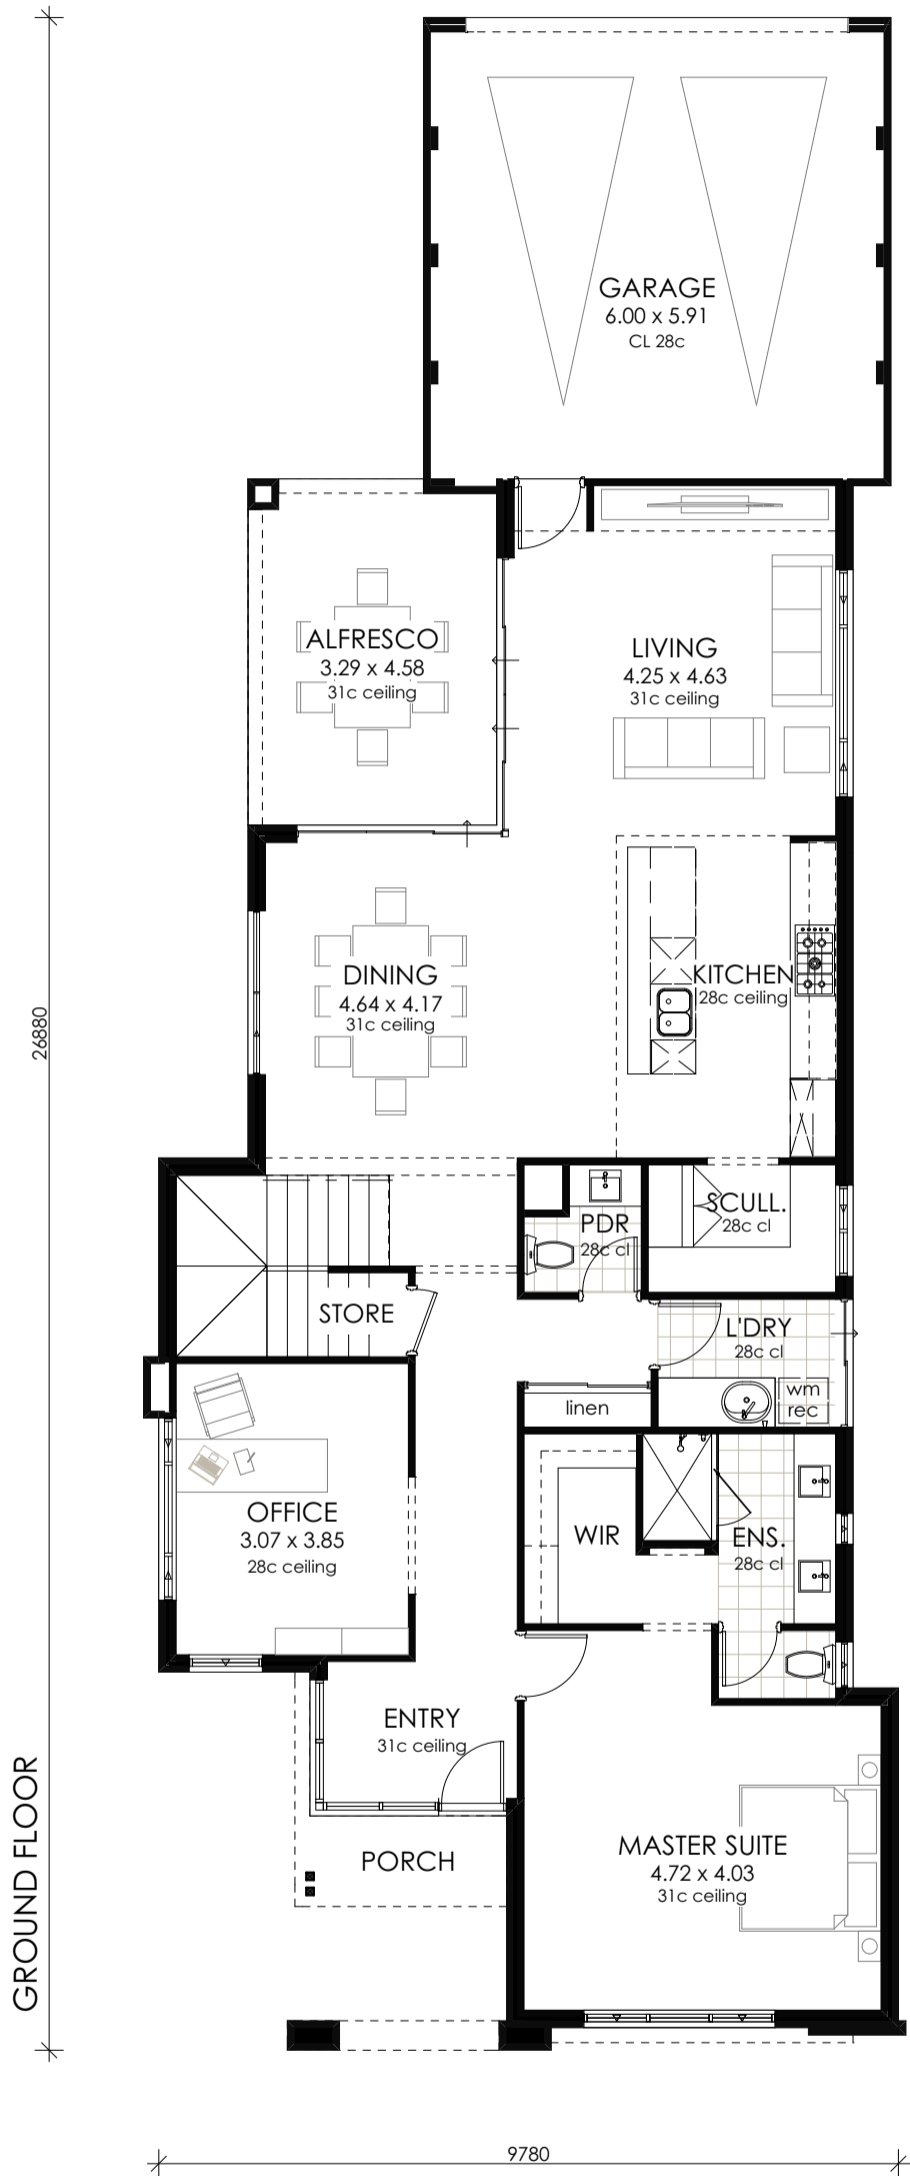 GARAGE
6.00 x 5.91
CL 28c
ALFRESCO
3.29 x 4.58
31c ceiling
LIVING
4.25 x 4.63
31c ceiling
DINING
4.64 x 4.17
31c ceiling
KITCHEN
28c ceiling
26880
SCULL.
28c cl
PDR
28c cl
STORE
L'DRY
28c cl
wm
rec
linen
OFFICE
3.07 x 3.85
28c ceiling
WIR
ENS.
28c cl
ENTRY
31c ceiling
PORCH
MASTER SUITE
4.72 x 4.03
31c ceiling
GROUND FLOOR
9780